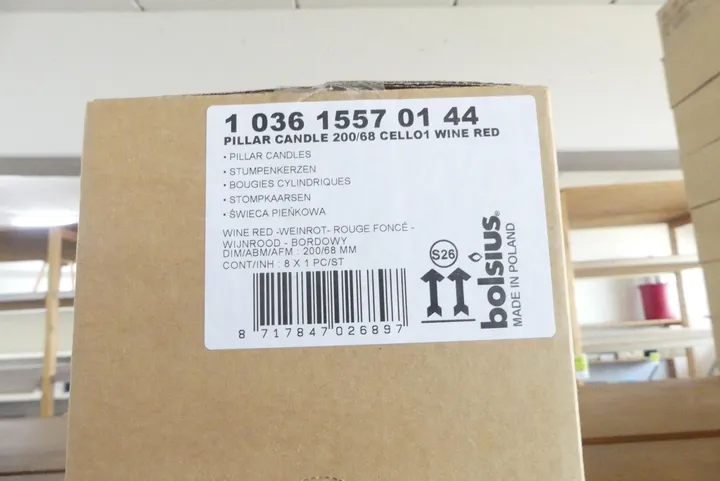 1 036 1557 01 44
PILLAR CANDLE 200/68 CELLO1 WINE RED
• PILLAR CANDLES
• STUMPENKERZEN
• BOUGIES CYLINDRIQUES
• STOMPKAARSEN
• ŚWIECA PIEŃKOWA
WINE RED -WEINROT- ROUGE FONCÉ -
WIJNROOD - BORDOWY
DIM/ABM/AFM : 200/68 MM
CONT/INH : 8 X 1 PC/ST
8 717847 026897
S26
bolsius®
MADE IN POLAND